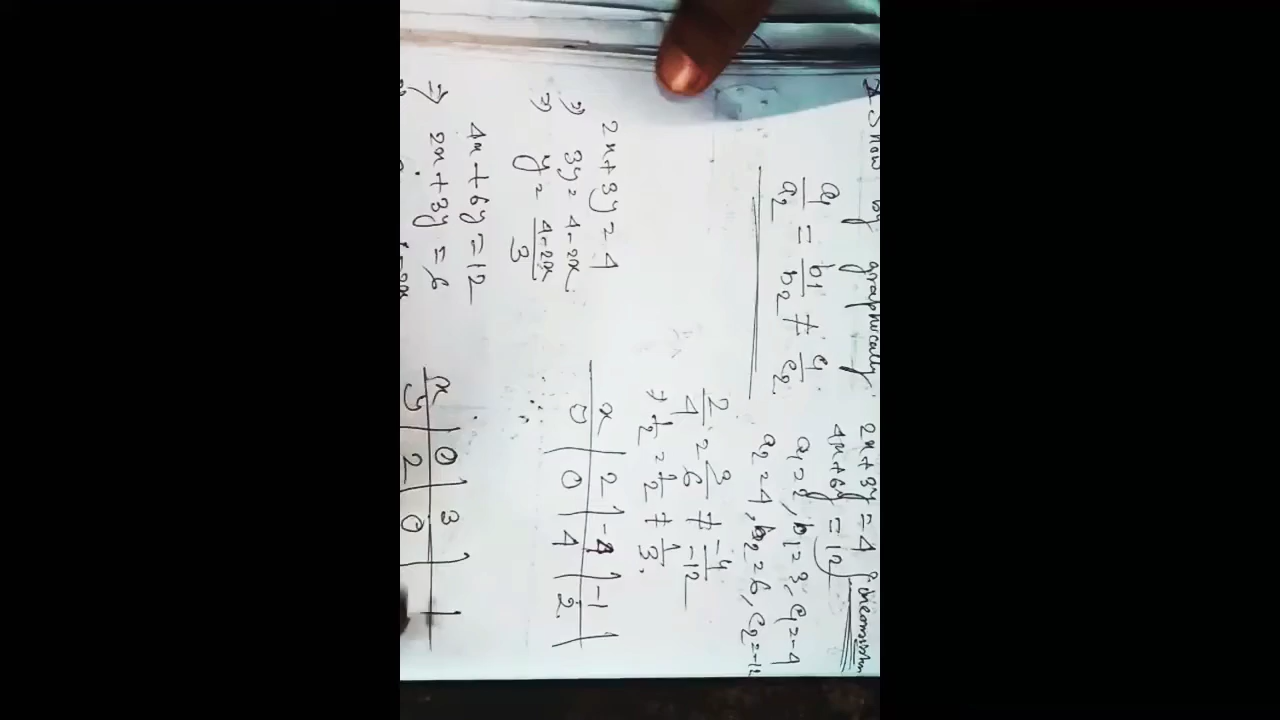 Show by graphically 2x + 3y = 4
4x + 6y = 12
a1/a2 = b1/b2 ≠ c1/c2
a1 = 2, b1 = 3, c1 = -4
a2 = 4, b2 = 6, c2 = -12
2/4 = 3/6 ≠ -4/-12
⇒ 1/2 = 1/2 ≠ 1/3.
2x + 3y = 4
⇒ 3y = 4 - 2x
⇒ y = 4-2x/3
x | 2 | -4 | -1
y | 0 | 4 | 2
4x + 6y = 12
⇒ 2x + 3y = 6
x | 0 | 3
y | 2 | 0